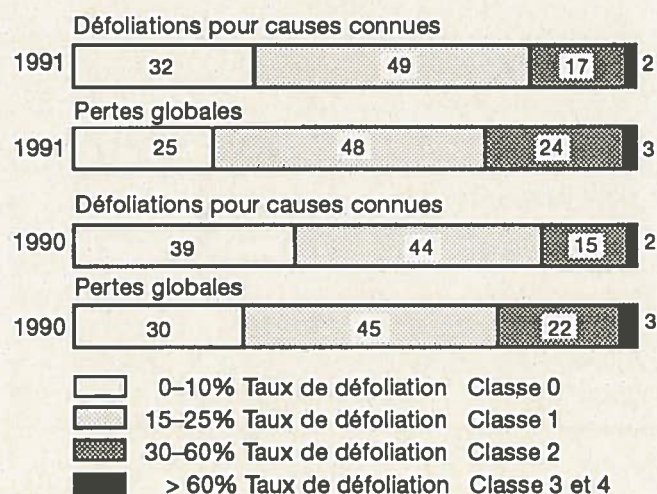 Défoliations pour causes connues
1991 32 49 17 2
Pertes globales
1991 25 48 24 3
Défoliations pour causes connues
1990 39 44 15 2
Pertes globales
1990 30 45 22 3
0–10% Taux de défoliation Classe 0
15–25% Taux de défoliation Classe 1
30–60% Taux de défoliation Classe 2
> 60% Taux de défoliation Classe 3 et 4